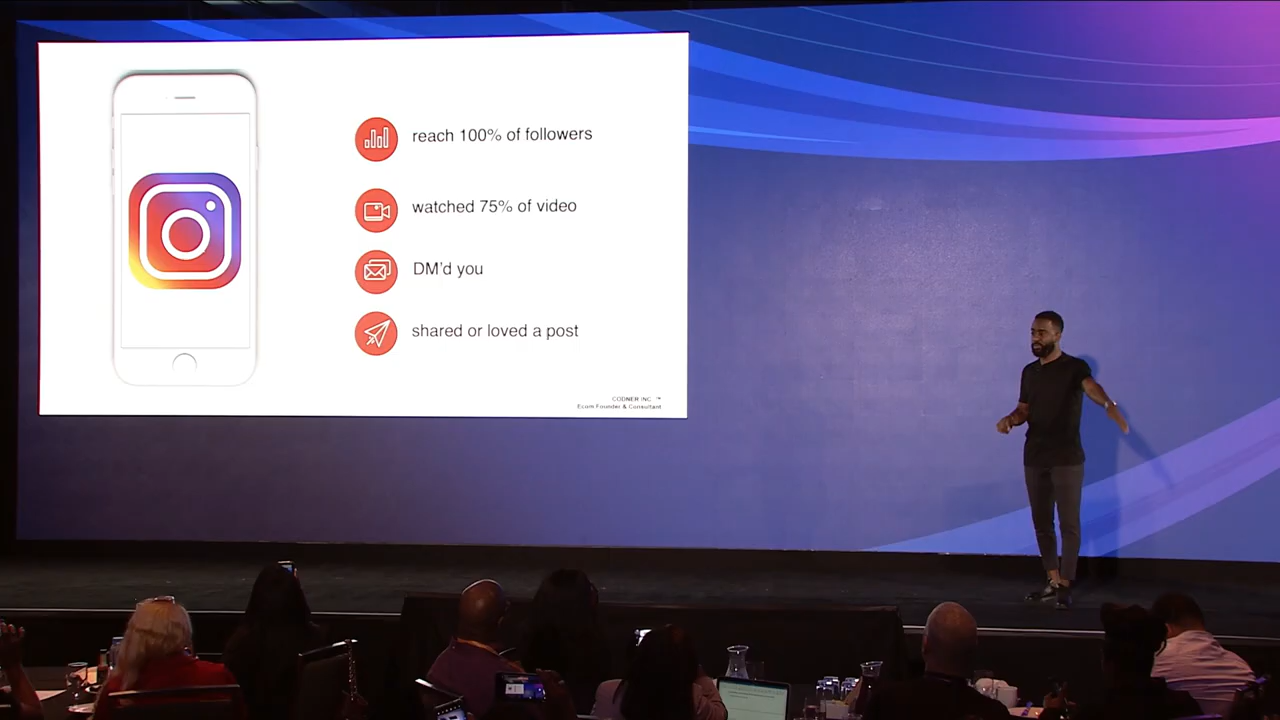 reach 100% of followers
watched 75% of video
DM'd you
shared or loved a post
CODNER INC. ™
Ecom Founder & Consultant